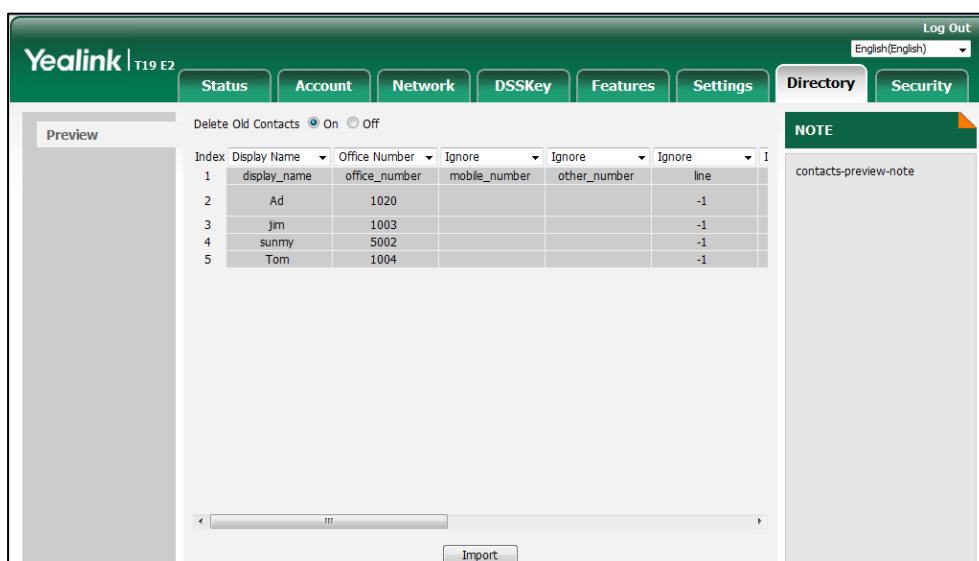 Log Out
Yealink | T19 E2
English(English)
Status Account Network DSSKey Features Settings Directory Security
Preview
Delete Old Contacts On Off
NOTE
Index Display Name Office Number Ignore Ignore Ignore I
1 display_name office_number mobile_number other_number line
contacts-preview-note
2 Ad 1020 -1
3 jim 1003 -1
4 sunmy 5002 -1
5 Tom 1004 -1
Import